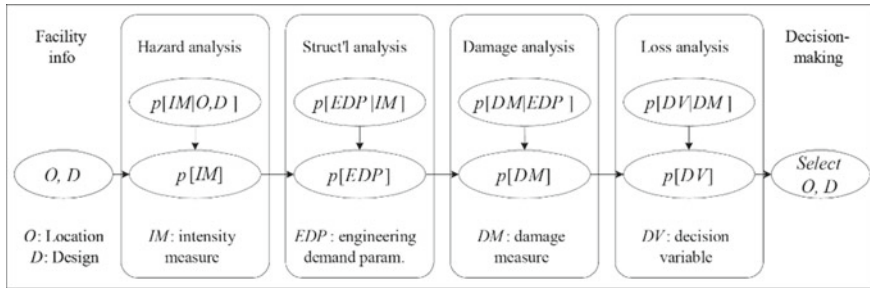 Facility
info
Hazard analysis
Struct'l analysis
Damage analysis
Loss analysis
Decision-
making
p[IM|O,D ]
p[EDP |IM]
p[DM|EDP ]
p[DV|DM ]
O, D
p [IM]
p[EDP]
p[DM]
p[DV]
Select
O, D
O: Location
D: Design
IM : intensity
measure
EDP : engineering
demand param.
DM : damage
measure
DV : decision
variable